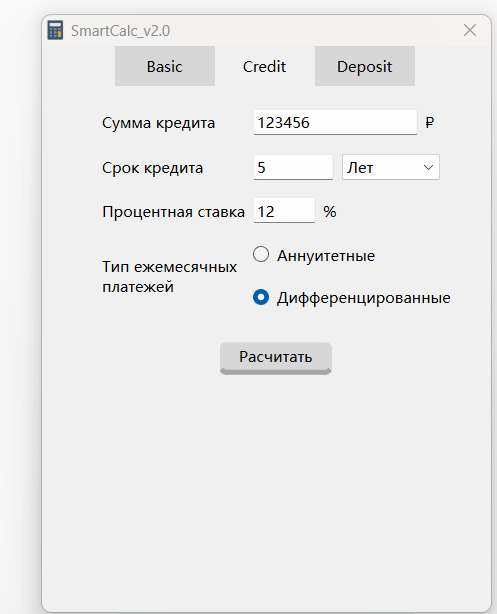 SmartCalc_v2.0
Basic Credit Deposit
Сумма кредита 123456 ₽
Срок кредита 5 Лет
Процентная ставка 12 %
Аннуитетные
Тип ежемесячных
платежей
Дифференцированные
Расчитать